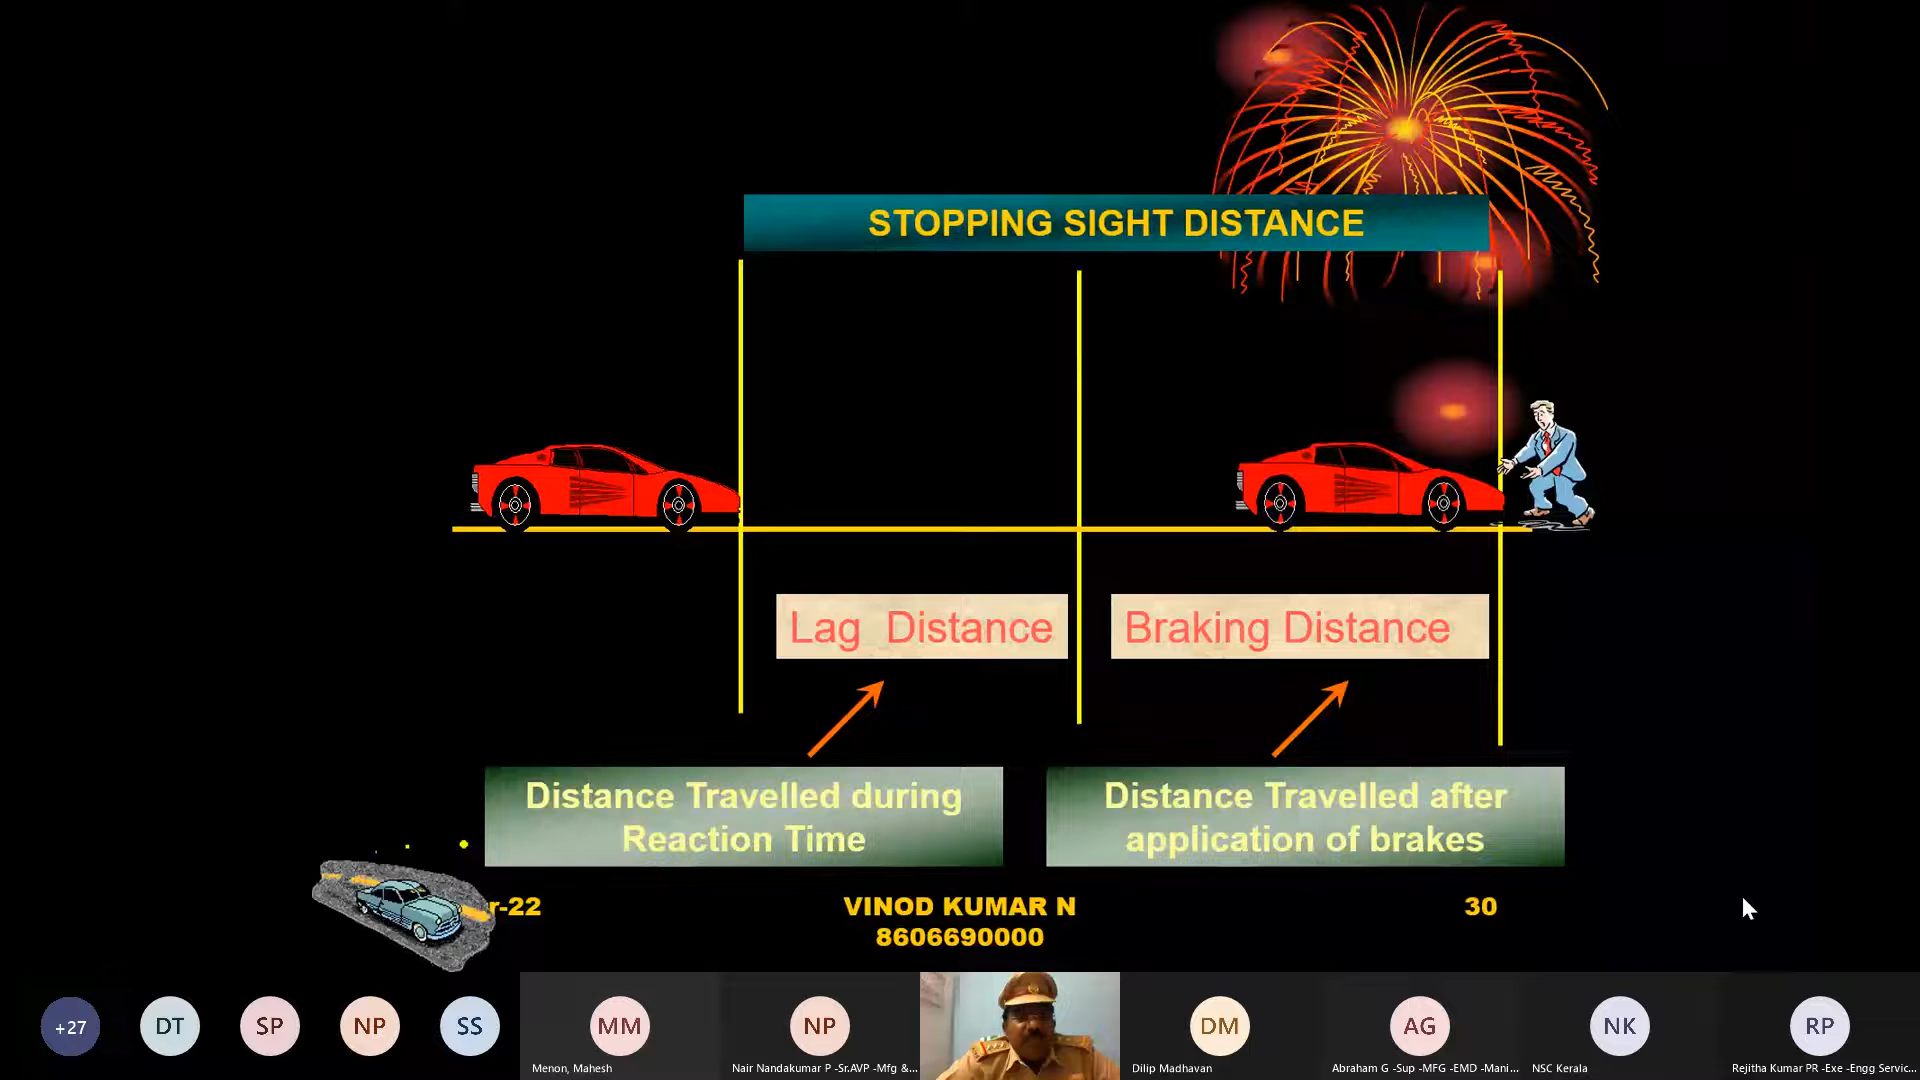 STOPPING SIGHT DISTANCE
Lag Distance
Braking Distance
Distance Travelled during
Reaction Time
Distance Travelled after
application of brakes
r-22
VINOD KUMAR N
8606690000
30
+27
DT
SP
NP
SS
MM
Menon, Mahesh
NP
Nair Nandakumar P -Sr.AVP -Mfg &...
DM
Dilip Madhavan
AG
Abraham G -Sup -MFG -EMD -Mani...
NK
NSC Kerala
RP
Rejitha Kumar PR -Exe -Engg Servic...